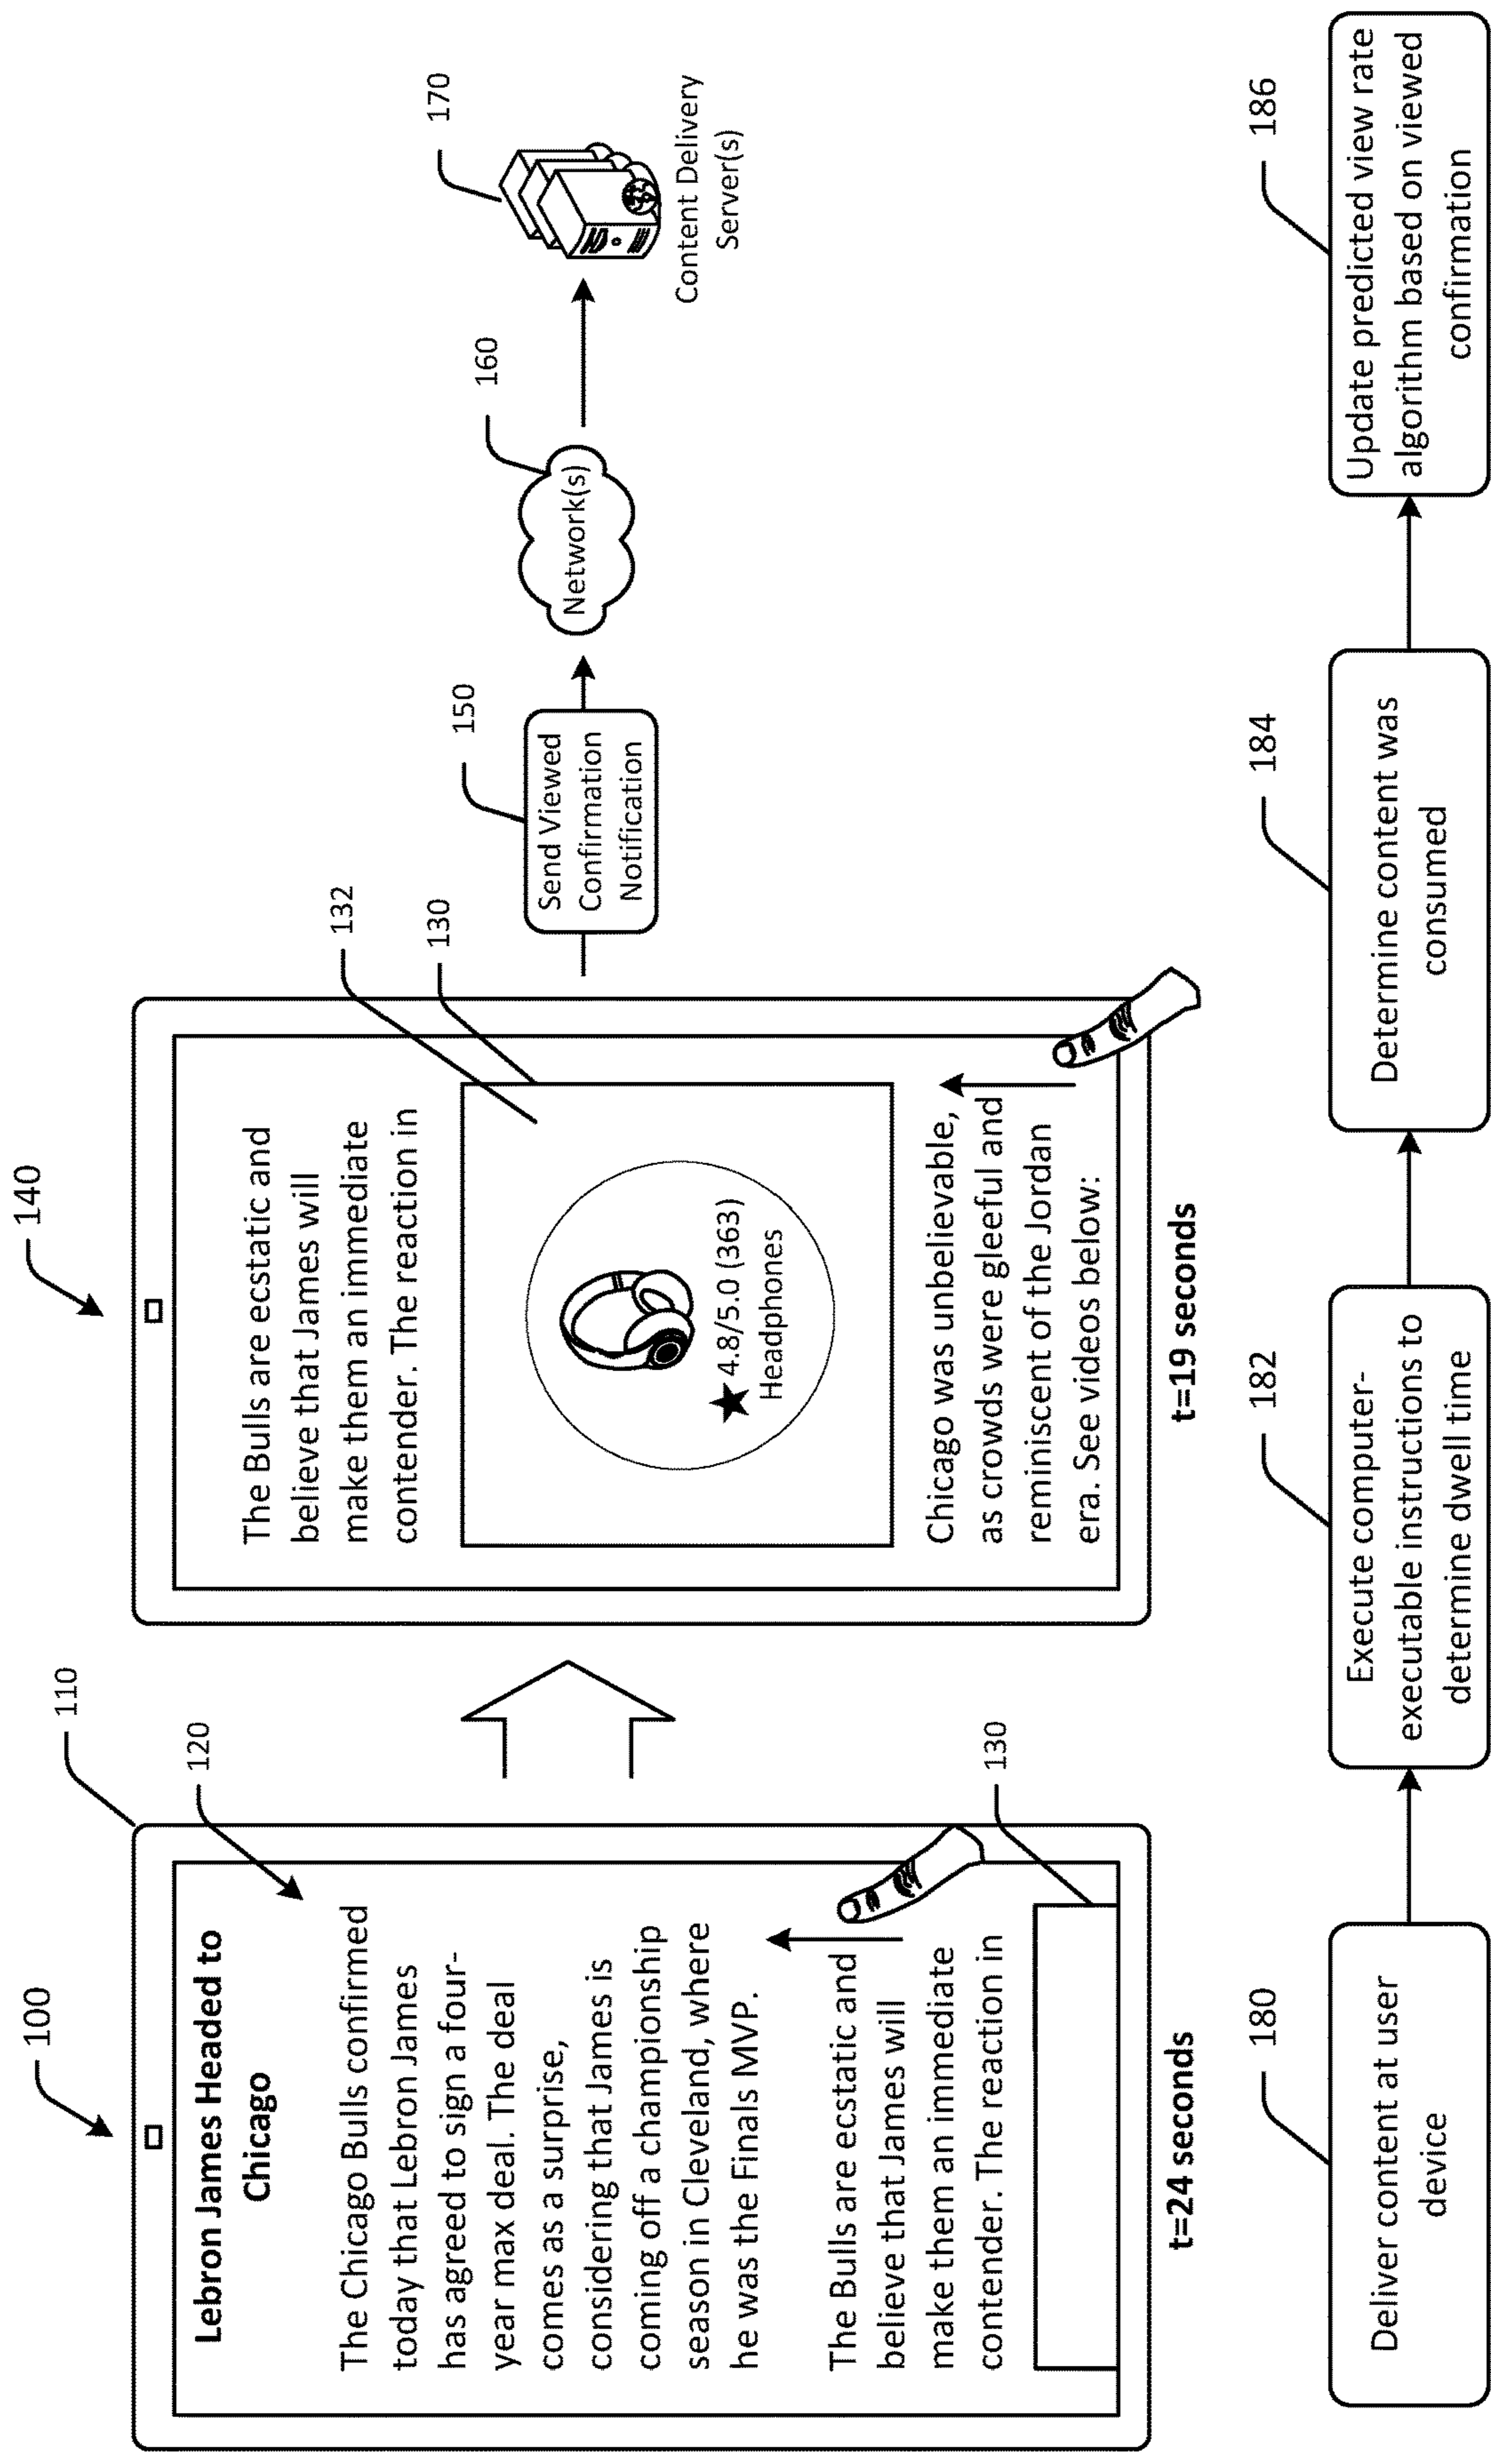 100
110
120
Lebron James Headed to
Chicago
The Chicago Bulls confirmed
today that Lebron James
has agreed to sign a four-
year max deal. The deal
comes as a surprise,
considering that James is
coming off a championship
season in Cleveland, where
he was the Finals MVP.
The Bulls are ecstatic and
believe that James will
make them an immediate
contender. The reaction in
130
t=24 seconds
140
The Bulls are ecstatic and
believe that James will
make them an immediate
contender. The reaction in
132
130
4.8/5.0 (363)
Headphones
Chicago was unbelievable,
as crowds were gleeful and
reminiscent of the Jordan
era. See videos below:
t=19 seconds
150
Send Viewed
Confirmation
Notification
160
Network(s)
170
Content Delivery
Server(s)
180
Deliver content at user
device
182
Execute computer-
executable instructions to
determine dwell time
184
Determine content was
consumed
186
Update predicted view rate
algorithm based on viewed
confirmation